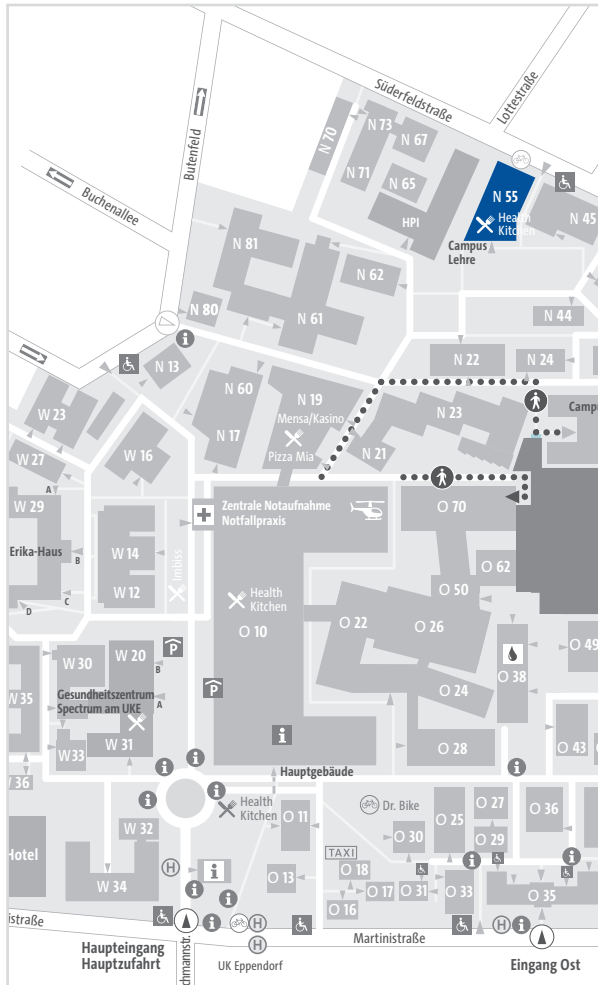 Süderfeldstraße
Lottestraße
Butenfeld
Buchenallee
N 70
N 73
N 67
N 71
N 65
HPI
N 55
Health
Kitchen
N 45
Campus
Lehre
N 81
N 62
N 61
N 80
N 44
N 13
N 22
N 24
N 60
N 19
Mensa/Kasino
Pizza Mia
N 17
N 23
N 21
Camp
W 23
W 27
W 16
W 29
A
Erika-Haus
B
C
D
W 14
W 12
Imbiss
Zentrale Notaufnahme
Notfallpraxis
O 70
O 62
O 50
Health
Kitchen
O 10
O 22
O 26
O 24
O 38
O 49
O 28
O 43
W 30
W 20
B
A
P
P
Gesundheitszentrum
Spectrum am UKE
W 35
W 33
W 31
W 36
Hauptgebäude
Health
Kitchen
O 11
O 13
Dr. Bike
O 30
O 25
O 27
O 29
O 36
TAXI
O 18
O 17
O 16
O 31
O 33
O 35
W 32
W 34
Hotel
H
H
H
H
istraße
Martinistraße
Haupteingang
Hauptzufahrt
chmannstr.
UK Eppendorf
Eingang Ost